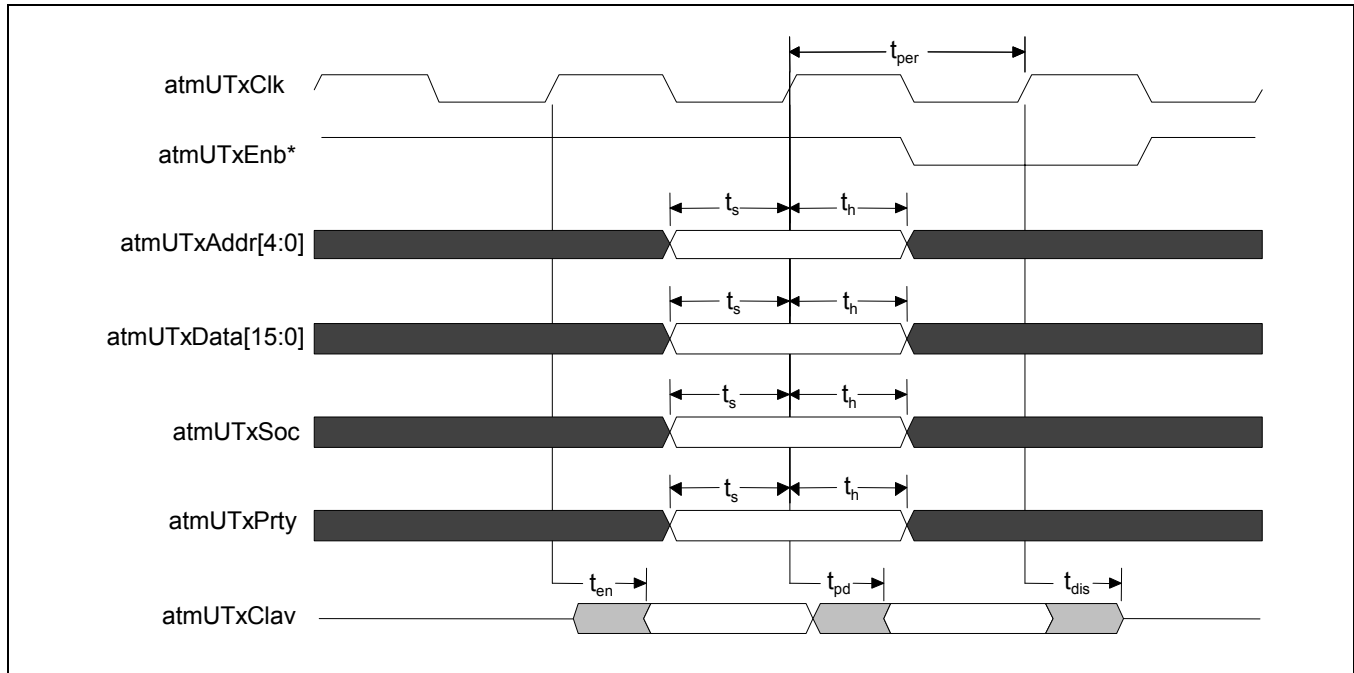 t_per
atmUTxClk
atmUTxEnb*
t_s t_h
atmUTxAddr[4:0]
t_s t_h
atmUTxData[15:0]
t_s t_h
atmUTxSoc
t_s t_h
atmUTxPrty
t_en t_pd t_dis
atmUTxClav